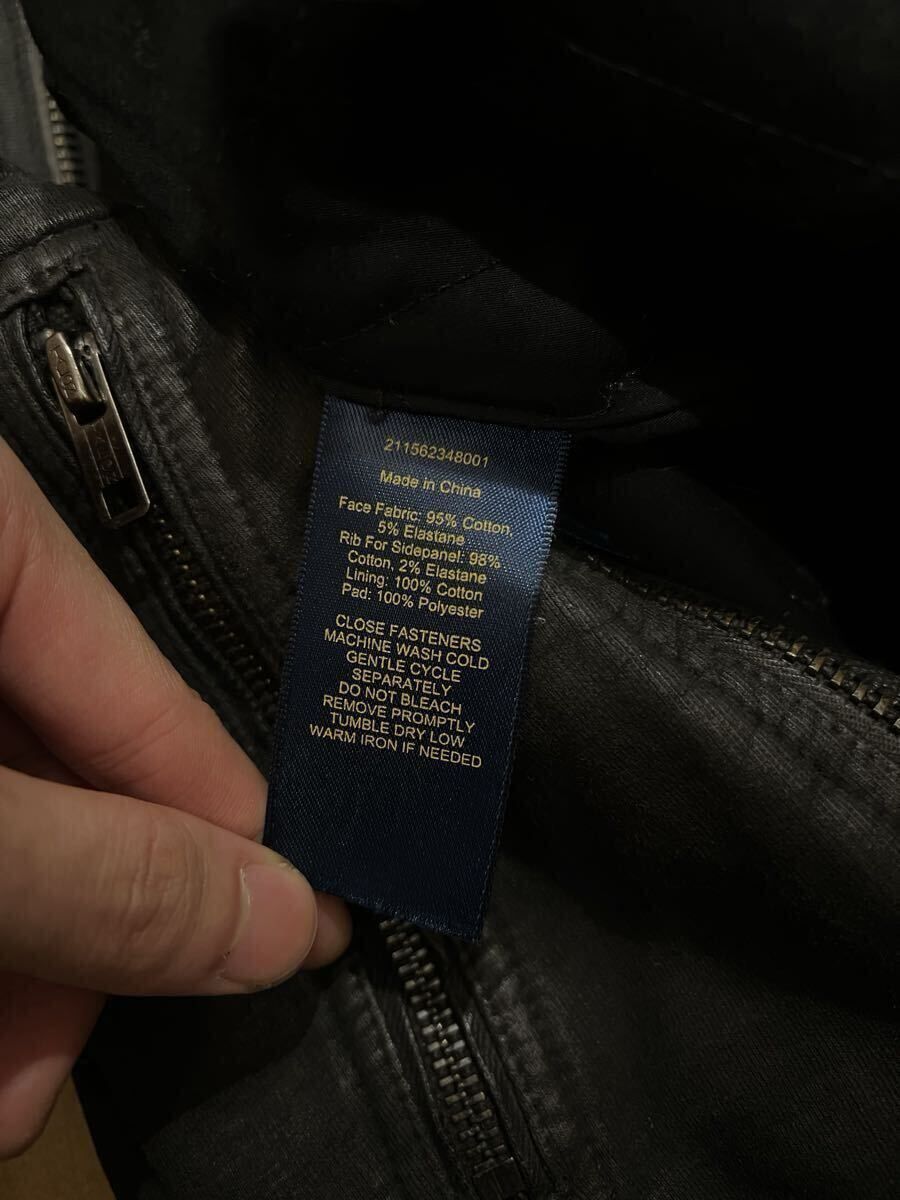 211562348001
Made in China
Face Fabric: 95% Cotton,
5% Elastane
Rib For Sidepanel: 98%
Cotton, 2% Elastane
Lining: 100% Cotton
Pad: 100% Polyester
CLOSE FASTENERS
MACHINE WASH COLD
GENTLE CYCLE
SEPARATELY
DO NOT BLEACH
REMOVE PROMPTLY
TUMBLE DRY LOW
WARM IRON IF NEEDED